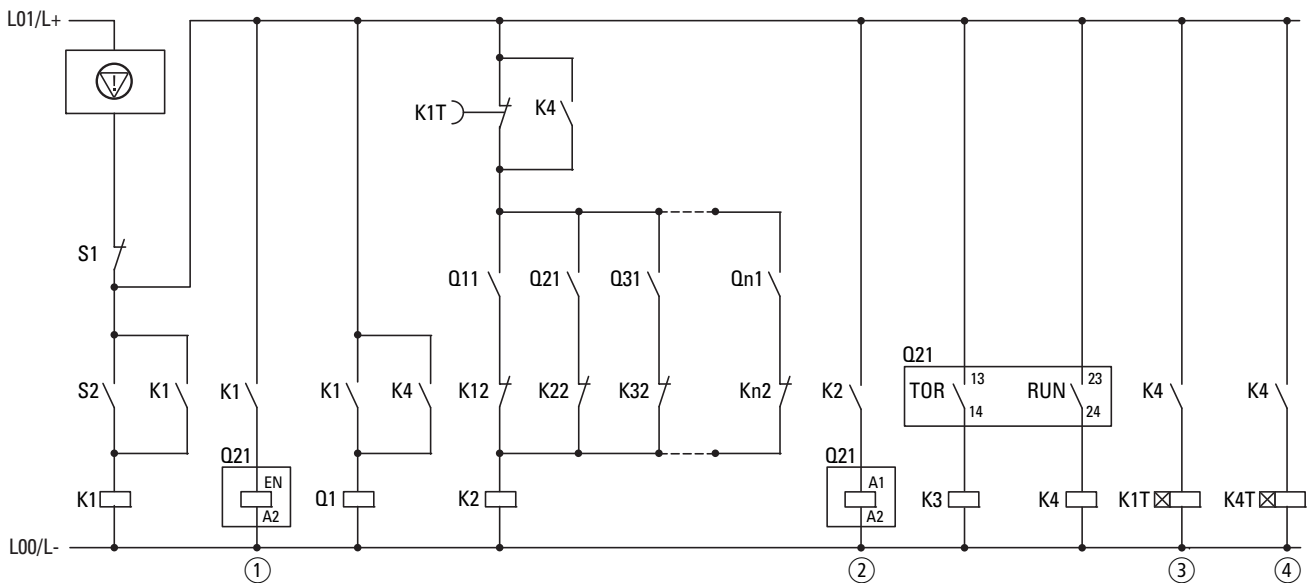 L01/L+
!
K1T
K4
S1
Q11
Q21
Q31
Qn1
S2
K1
K1
K1
K4
K12
K22
K32
Kn2
K2
Q21
TOR
13
14
RUN
23
24
K4
K4
Q21
EN
A2
Q21
A1
A2
K1
Q1
K2
K3
K4
K1T
K4T
L00/L-
1
2
3
4